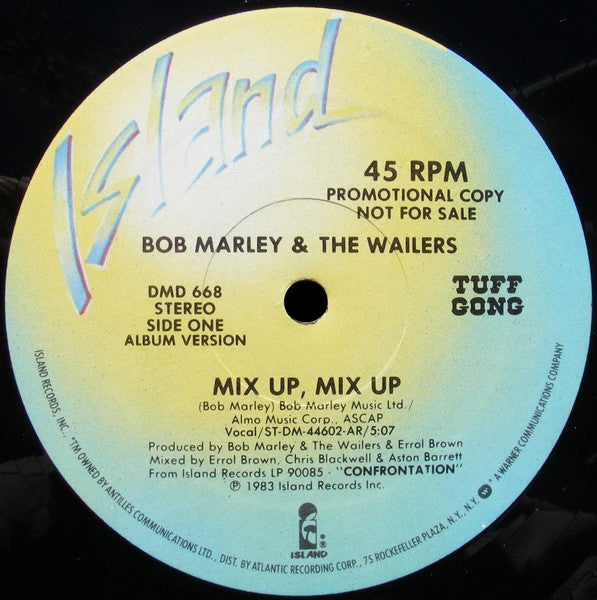 Island
45 RPM
PROMOTIONAL COPY
NOT FOR SALE
BOB MARLEY & THE WAILERS
DMD 668
STEREO
SIDE ONE
ALBUM VERSION
TUFF
GONG
MIX UP, MIX UP
(Bob Marley) Bob Marley Music Ltd./
Almo Music Corp., ASCAP
Vocal/ST-DM-44602-AR/5:07
Produced by Bob Marley & The Wailers & Errol Brown
Mixed by Errol Brown, Chris Blackwell & Aston Barrett
From Island Records LP 90085 - "CONFRONTATION"
℗ 1983 Island Records Inc.
ISLAND ®
ISLAND RECORDS, INC., "TM OWNED BY ANTILLES COMMUNICATIONS LTD., DIST. BY ATLANTIC RECORDING CORP., 75 ROCKEFELLER PLAZA, N.Y., N.Y. * A WARNER COMMUNICATIONS COMPANY